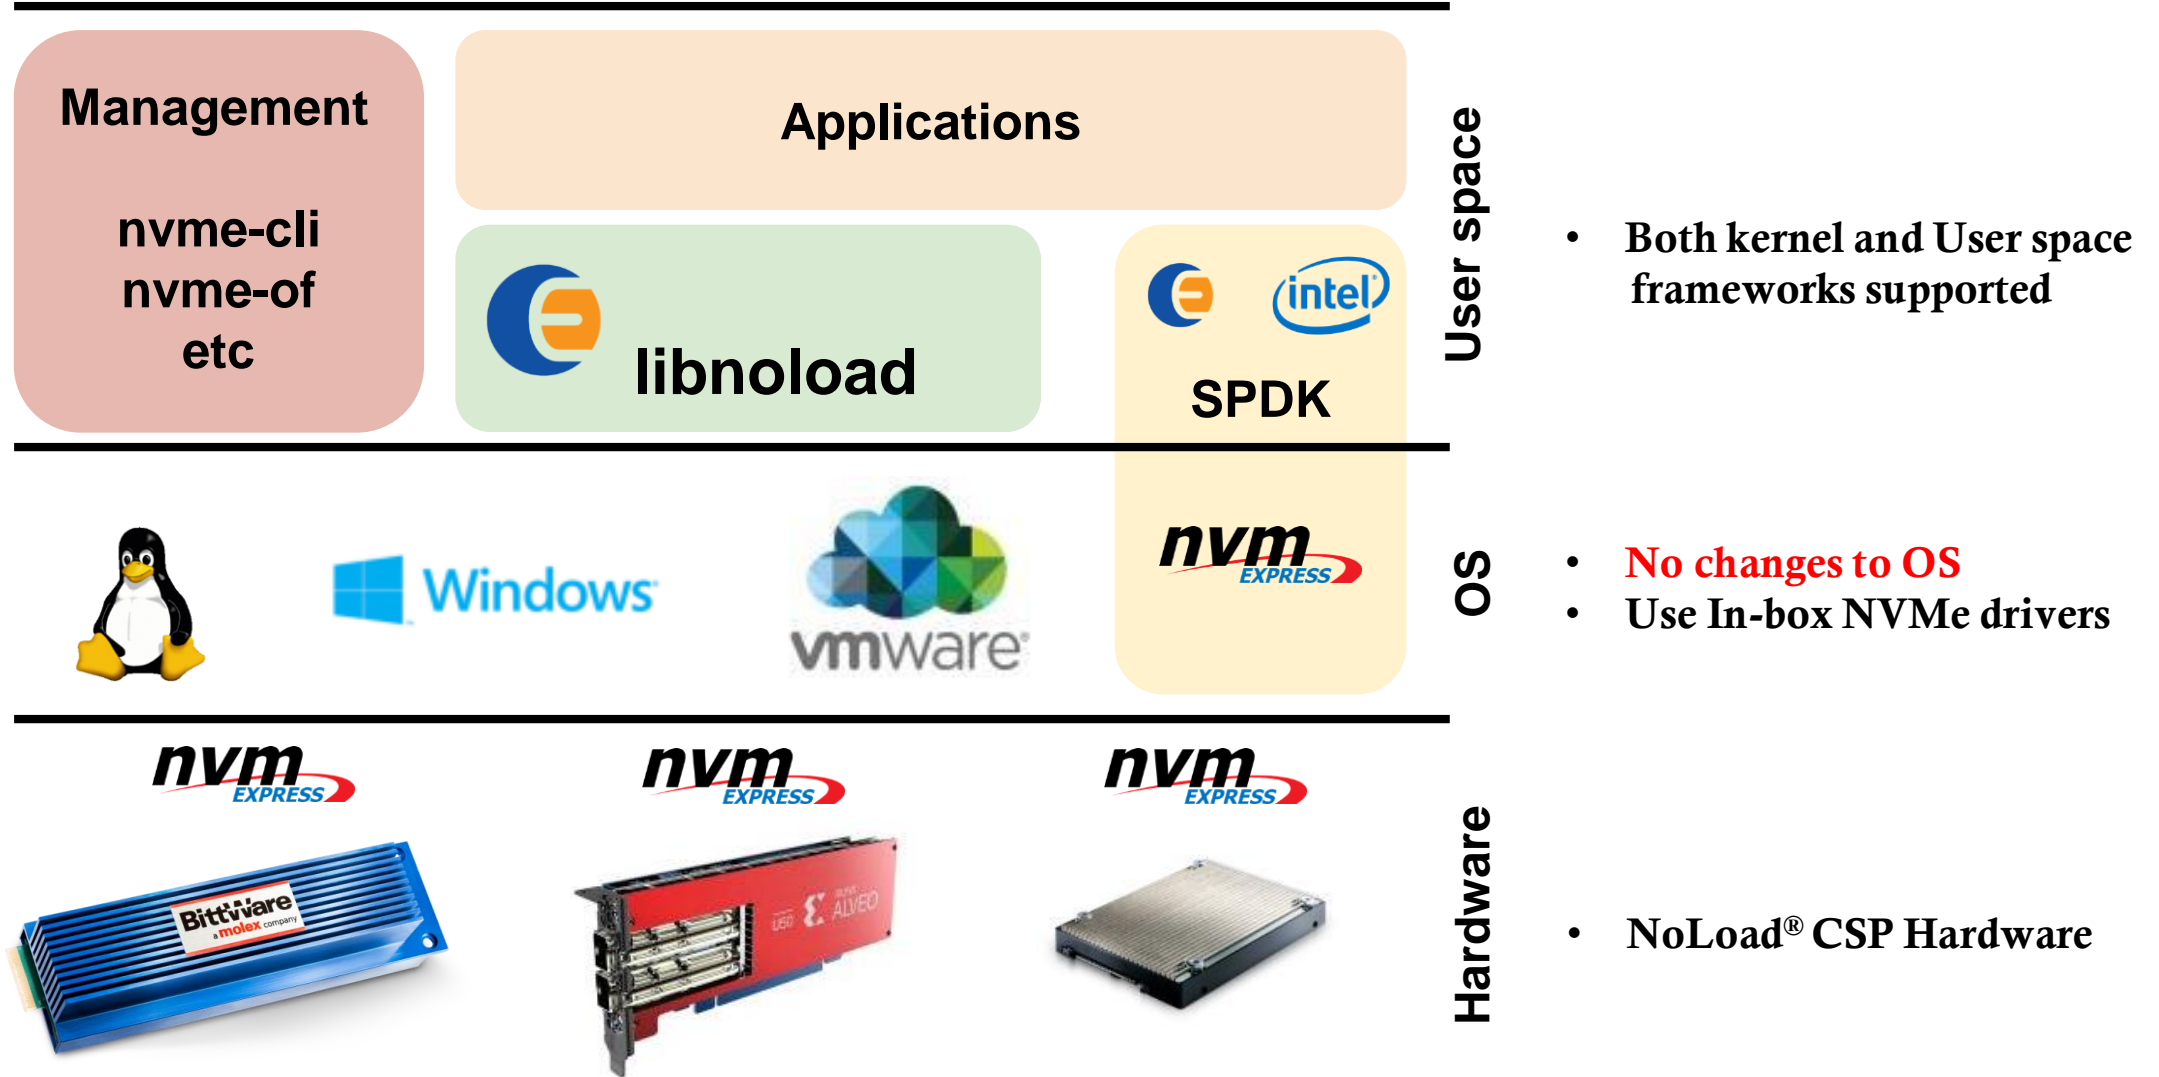 Management
nvme-cli
nvme-of
etc
Applications
libnoload
intel
SPDK
User space
• Both kernel and User space
frameworks supported
Windows
vmware
nvm
EXPRESS
OS
• No changes to OS
• Use In-box NVMe drivers
nvm
EXPRESS
nvm
EXPRESS
nvm
EXPRESS
BittWare
a molex company
U50
ALVEO
Hardware
• NoLoad® CSP Hardware